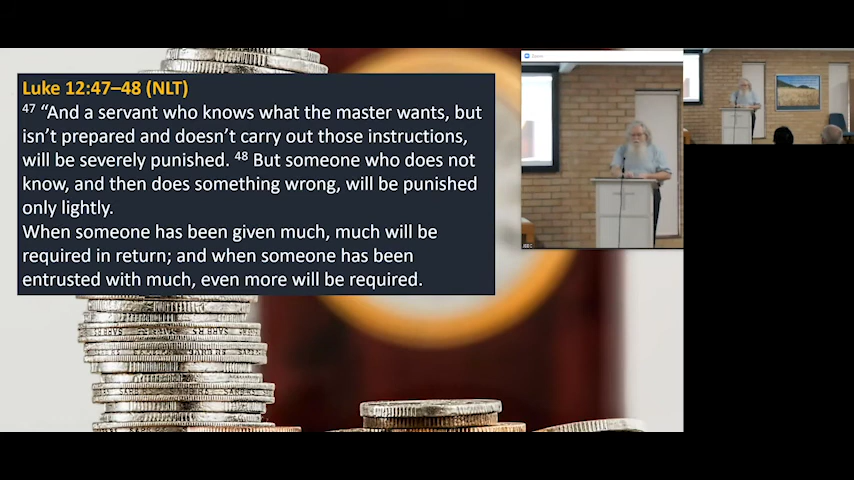 Luke 12:47–48 (NLT)
47 “And a servant who knows what the master wants, but
isn’t prepared and doesn’t carry out those instructions,
will be severely punished. 48 But someone who does not
know, and then does something wrong, will be punished
only lightly.
When someone has been given much, much will be
required in return; and when someone has been
entrusted with much, even more will be required.